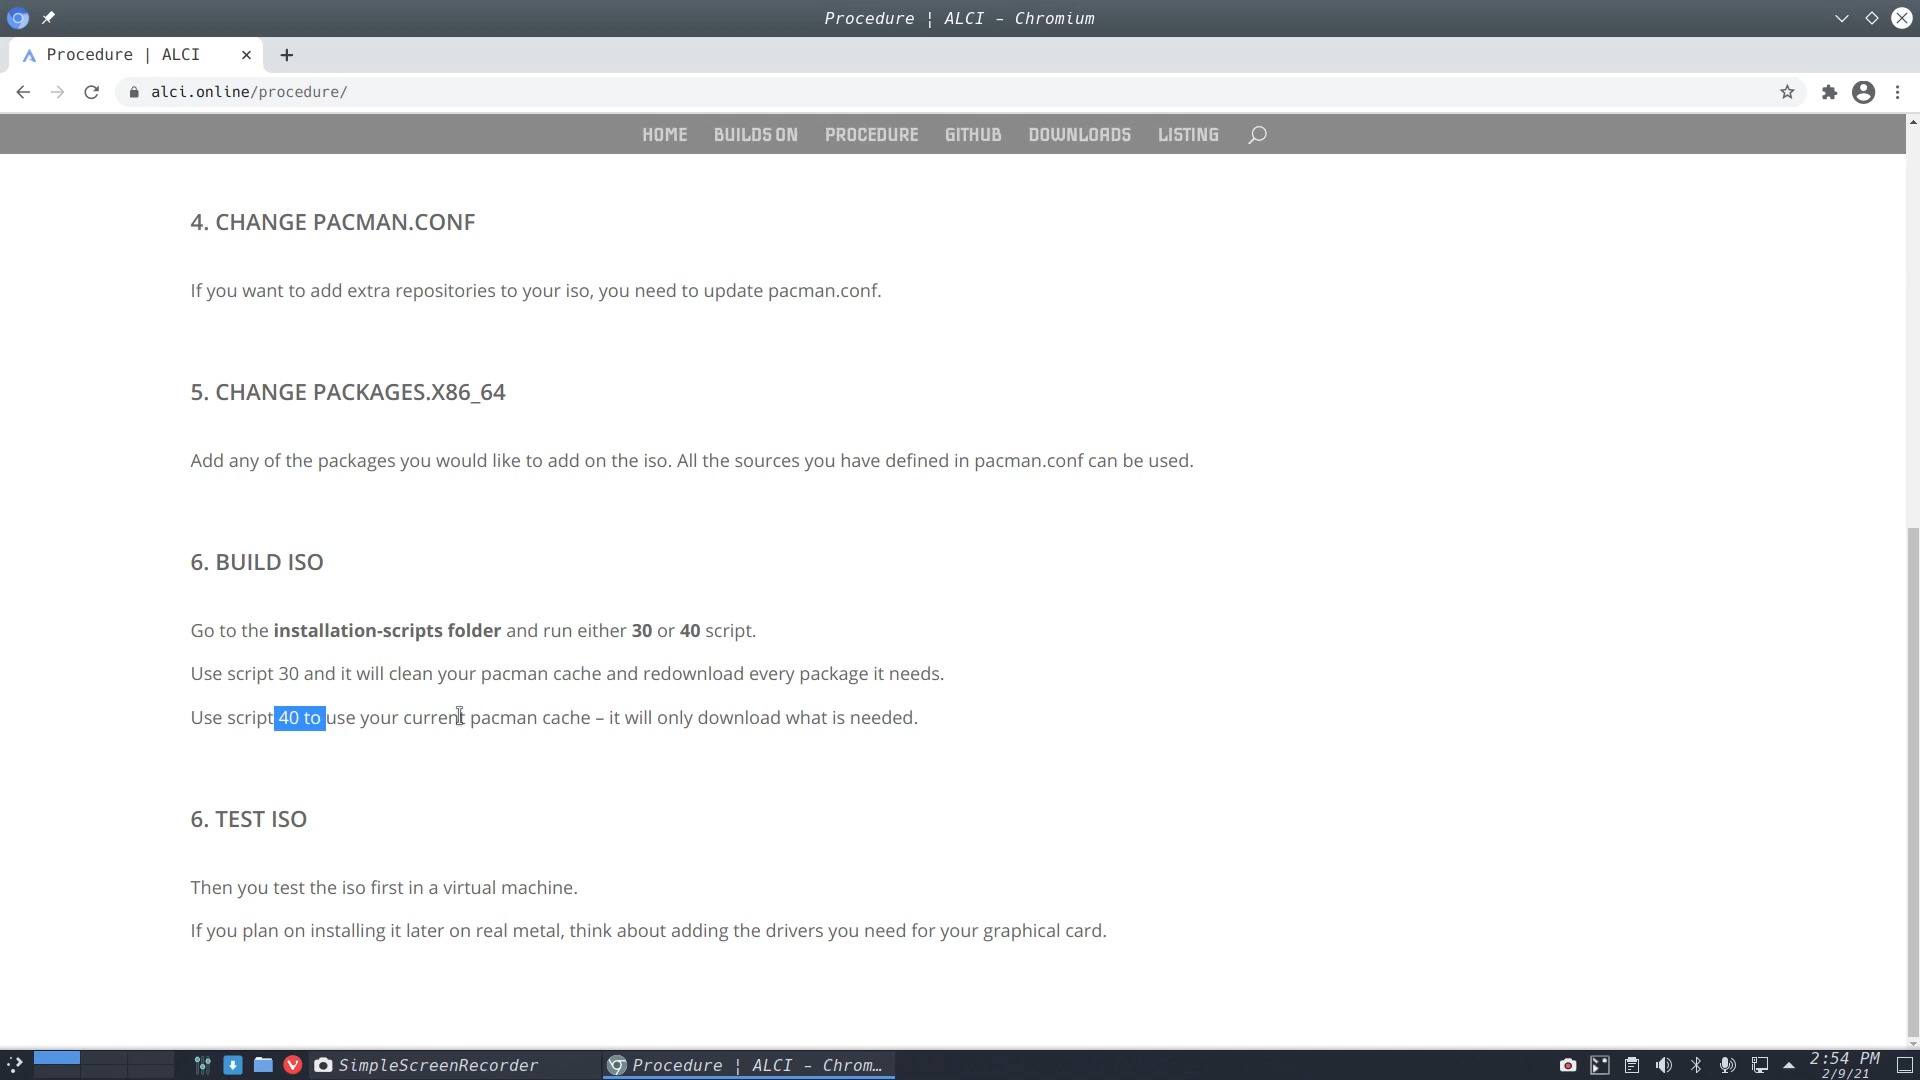 Procedure | ALCI – Chromium
Procedure | ALCI
alci.online/procedure/
HOME BUILDS ON PROCEDURE GITHUB DOWNLOADS LISTING
4. CHANGE PACMAN.CONF
If you want to add extra repositories to your iso, you need to update pacman.conf.
5. CHANGE PACKAGES.X86_64
Add any of the packages you would like to add on the iso. All the sources you have defined in pacman.conf can be used.
6. BUILD ISO
Go to the installation-scripts folder and run either 30 or 40 script.
Use script 30 and it will clean your pacman cache and redownload every package it needs.
Use script 40 to use your current pacman cache – it will only download what is needed.
6. TEST ISO
Then you test the iso first in a virtual machine.
If you plan on installing it later on real metal, think about adding the drivers you need for your graphical card.
SimpleScreenRecorder Procedure | ALCI – Chrom… 2:54 PM
2/9/21